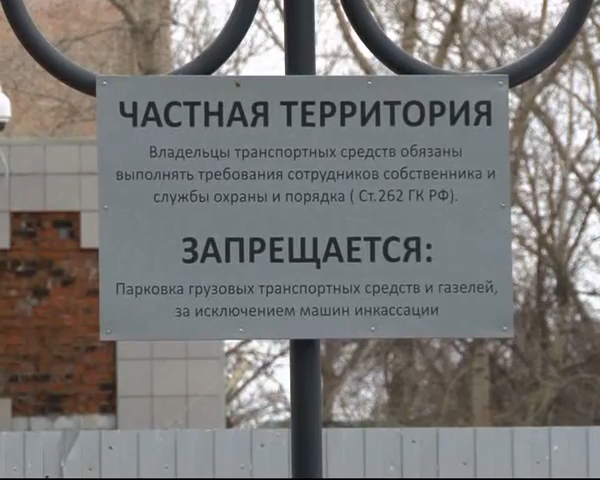 ЧАСТНАЯ ТЕРРИТОРИЯ
Владельцы транспортных средств обязаны
выполнять требования сотрудников собственника и
службы охраны и порядка ( Ст.262 ГК РФ).
ЗАПРЕЩАЕТСЯ:
Парковка грузовых транспортных средств и газелей,
за исключением машин инкассации